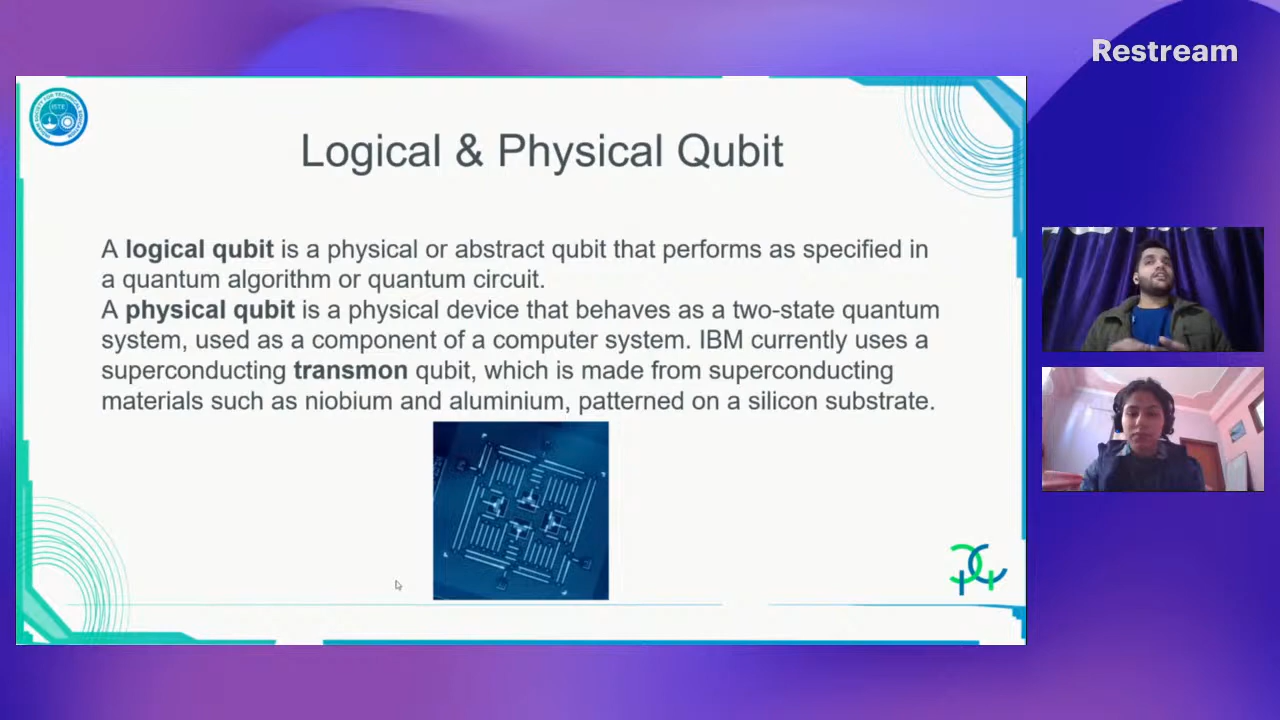 Restream
ISTE
Logical & Physical Qubit
A logical qubit is a physical or abstract qubit that performs as specified in
a quantum algorithm or quantum circuit.
A physical qubit is a physical device that behaves as a two-state quantum
system, used as a component of a computer system. IBM currently uses a
superconducting transmon qubit, which is made from superconducting
materials such as niobium and aluminium, patterned on a silicon substrate.